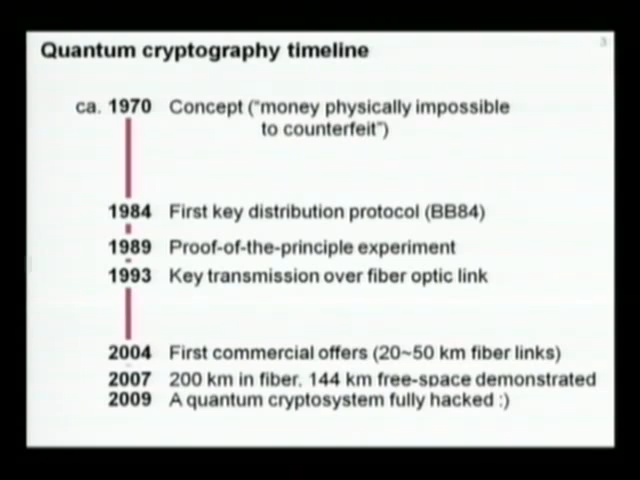 Quantum cryptography timeline
3
ca. 1970 Concept ("money physically impossible
to counterfeit")
1984 First key distribution protocol (BB84)
1989 Proof-of-the-principle experiment
1993 Key transmission over fiber optic link
2004 First commercial offers (20~50 km fiber links)
2007 200 km in fiber, 144 km free-space demonstrated
2009 A quantum cryptosystem fully hacked :)